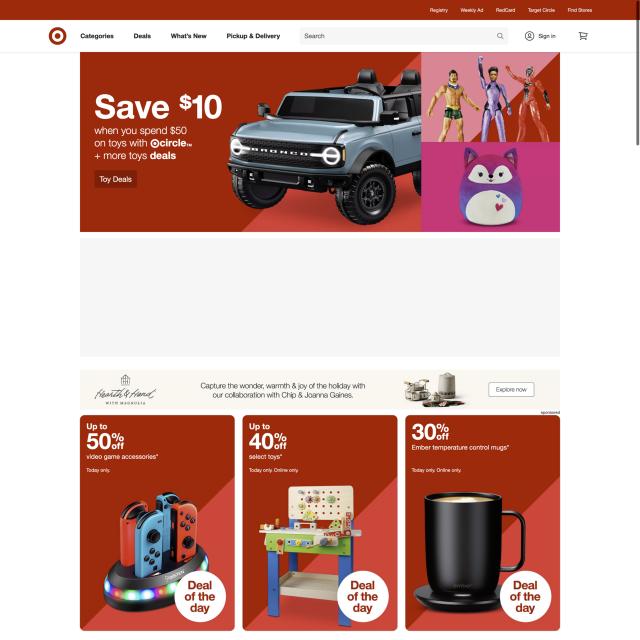 Registry Weekly Ad RedCard Target Circle Find Stores
Categories Deals What's New Pickup & Delivery Search Sign in
Save $10
when you spend $50
on toys with circle™
+ more toys deals
Toy Deals
BRONCO
Hearth & Hand
WITH MAGNOLIA
Capture the wonder, warmth & joy of the holiday with
our collaboration with Chip & Joanna Gaines.
Explore now
sponsored
Up to
50% off
video game accessories*
Today only.
Deal
of the
day
Up to
40% off
select toys*
Today only. Online only.
Deal
of the
day
30% off
Ember temperature control mugs*
Today only. Online only.
Deal
of the
day